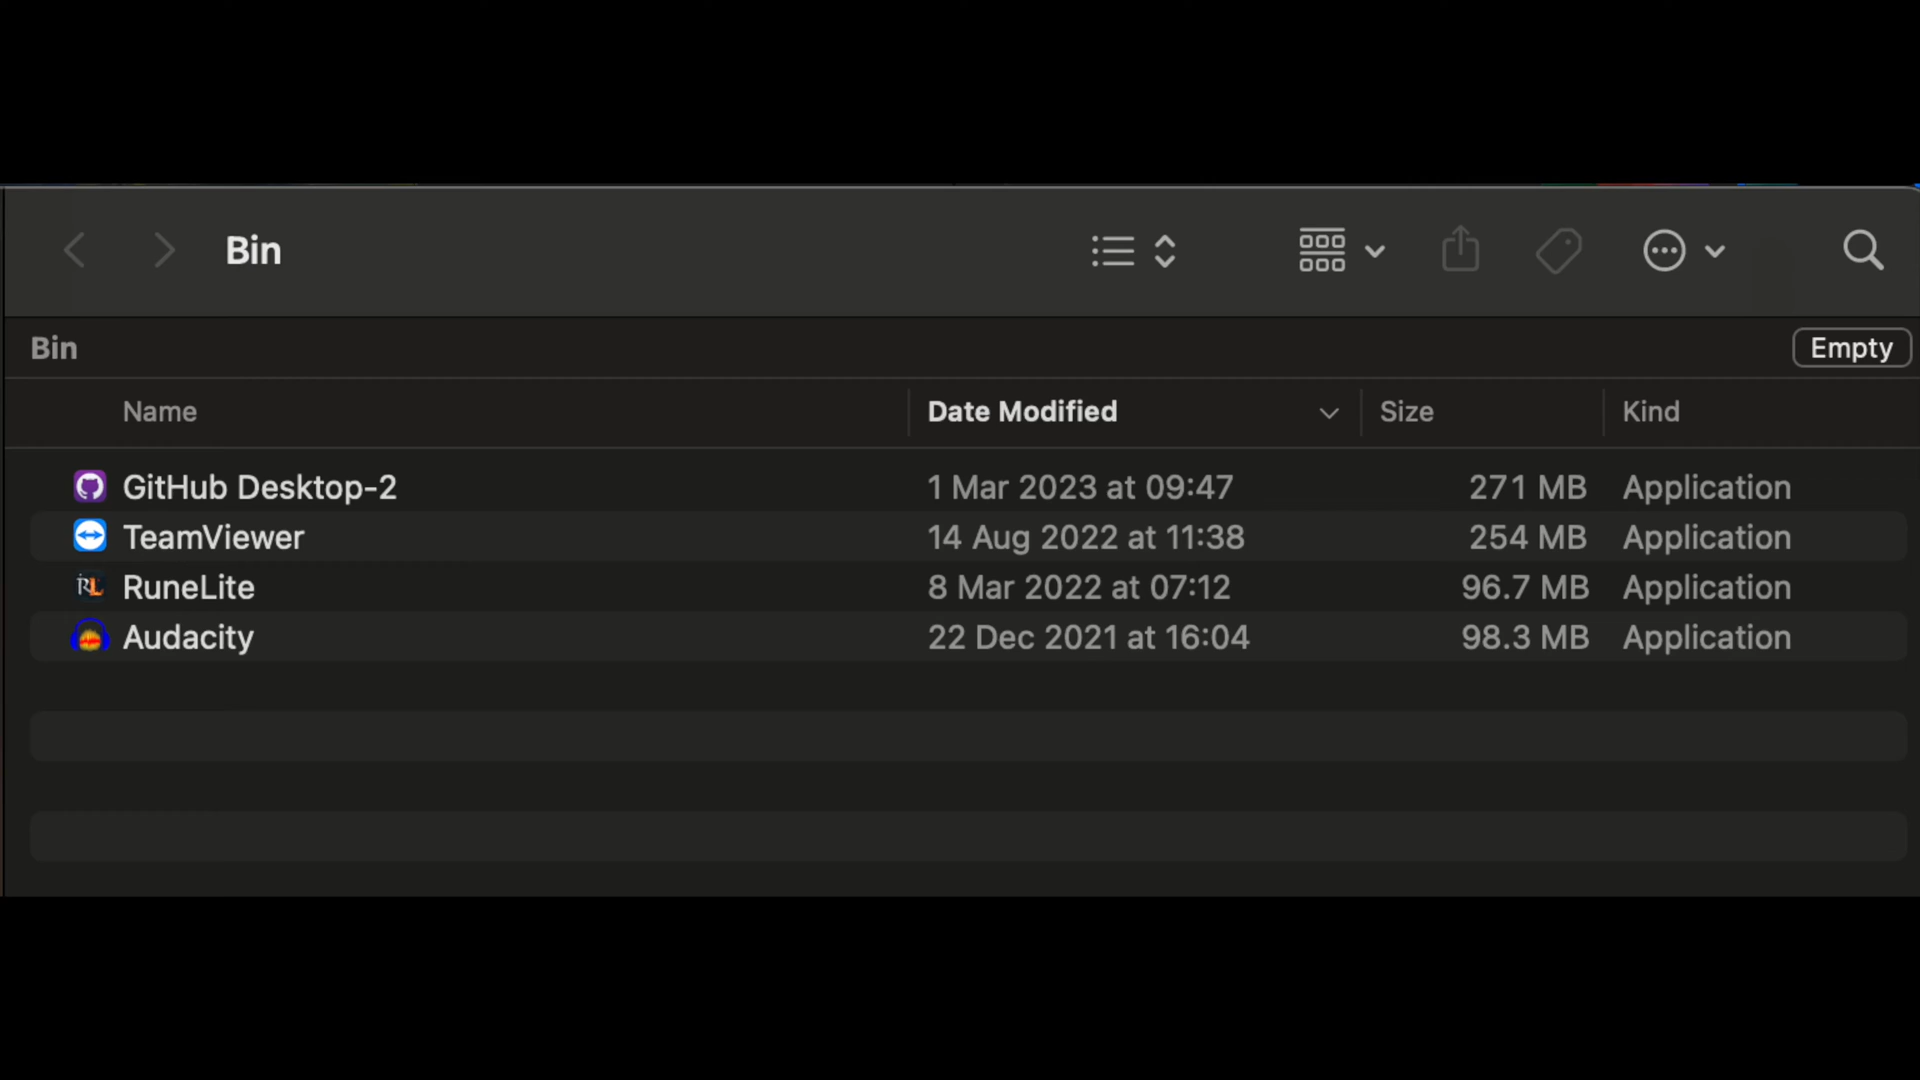 Bin
Bin Empty
Name Date Modified Size Kind
GitHub Desktop-2 1 Mar 2023 at 09:47 271 MB Application
TeamViewer 14 Aug 2022 at 11:38 254 MB Application
RuneLite 8 Mar 2022 at 07:12 96.7 MB Application
Audacity 22 Dec 2021 at 16:04 98.3 MB Application